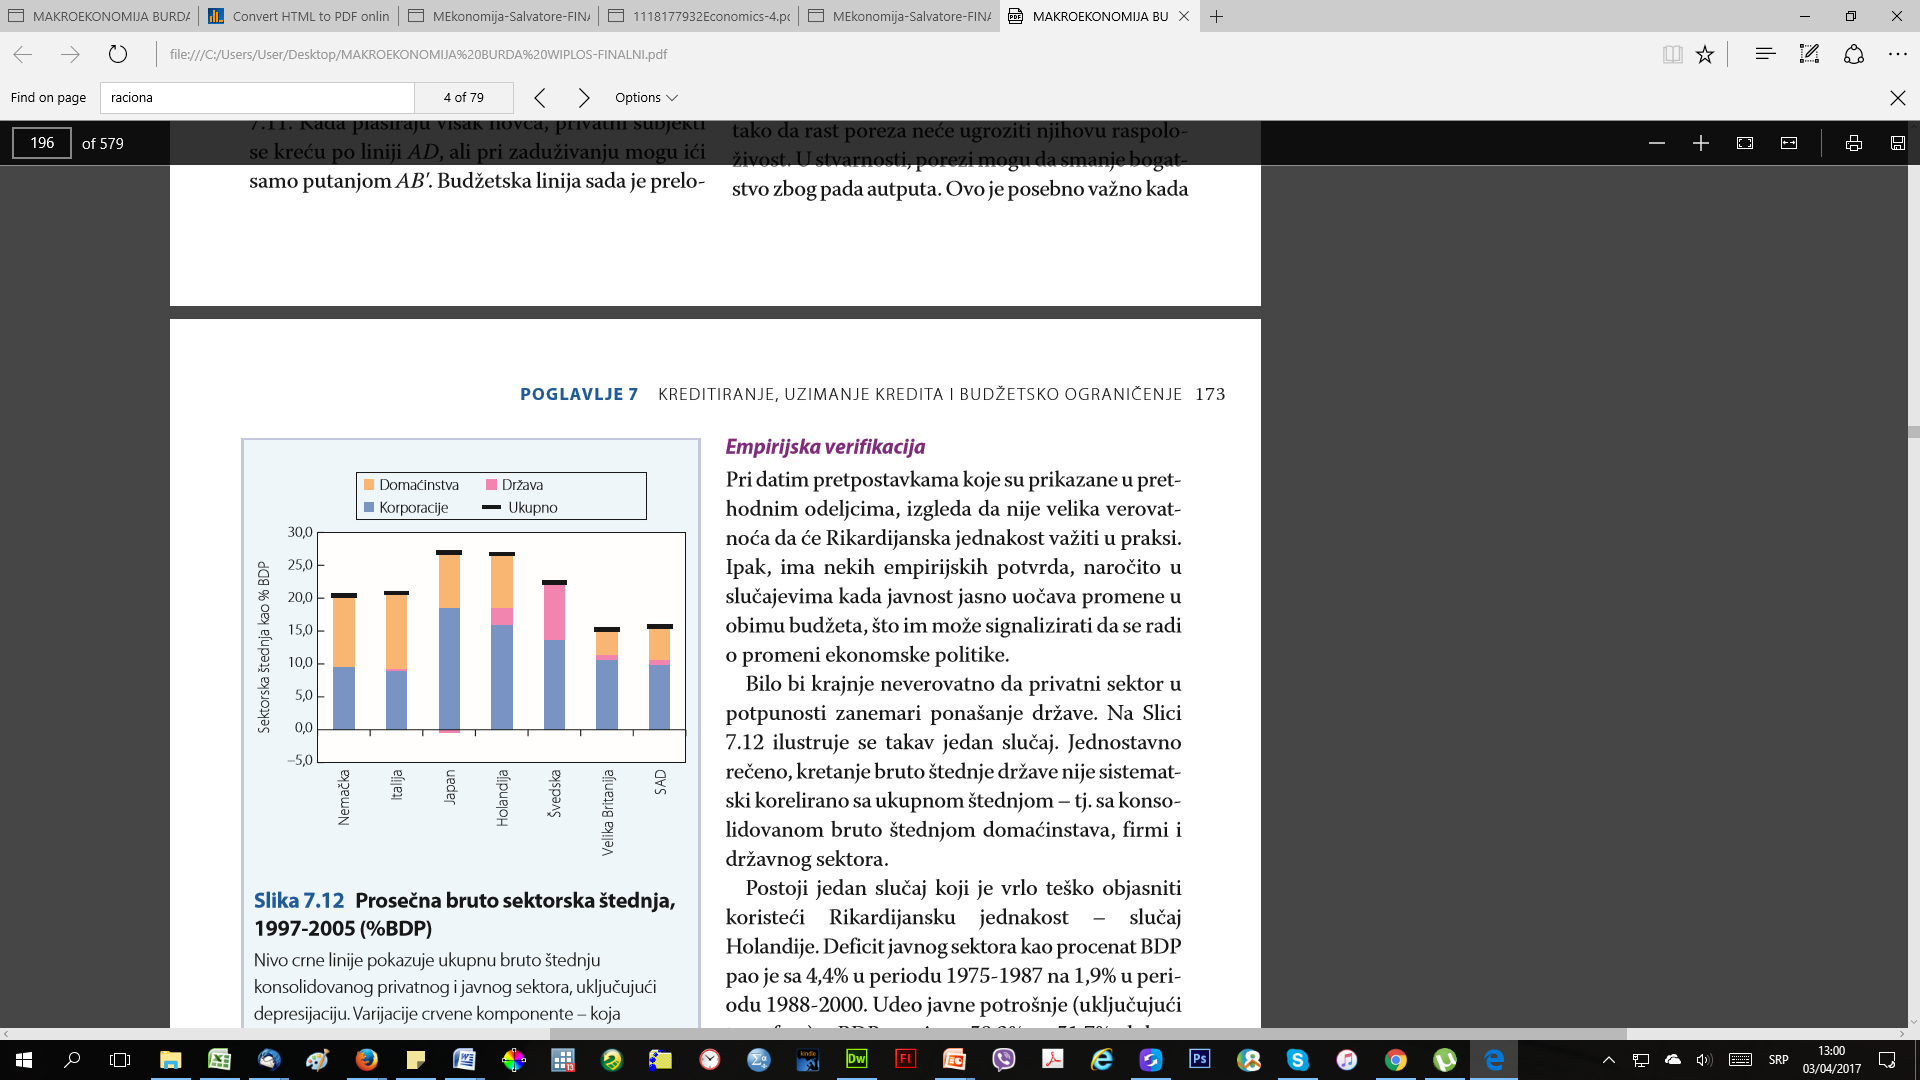 MAKROEKONOMIJA BURDA
Convert HTML to PDF onlin
MEkonomija-Salvatore-FINA
1118177932Economics-4.pc
MEkonomija-Salvatore-FINA
MAKROEKONOMIJA BU
file:///C:/Users/User/Desktop/MAKROEKONOMIJA%20BURDA%20WIPLOS-FINALNI.pdf
Find on page
raciona
4 of 79
Options
196 of 579
7.11. Kada plasiraju višak novca, privatni subjekti
se kreću po liniji AD, ali pri zaduživanju mogu ići
samo putanjom AB′. Budžetska linija sada je prelo-
tako da rast poreza neće ugroziti njihovu raspolo-
živost. U stvarnosti, porezi mogu da smanje bogat-
stvo zbog pada autputa. Ovo je posebno važno kada
POGLAVLJE 7 KREDITIRANJE, UZIMANJE KREDITA I BUDŽETSKO OGRANIČENJE 173
Domaćinstva
Država
Korporacije
Ukupno
Sektorska štednja kao % BDP
30,0
25,0
20,0
15,0
10,0
5,0
0,0
–5,0
Nemačka
Italija
Japan
Holandija
Švedska
Velika Britanija
SAD
Slika 7.12 Prosečna bruto sektorska štednja,
1997-2005 (%BDP)
Nivo crne linije pokazuje ukupnu bruto štednju
konsolidovanog privatnog i javnog sektora, uključujući
depresijaciju. Varijacije crvene komponente – koja
Empirijska verifikacija
Pri datim pretpostavkama koje su prikazane u pret-
hodnim odeljcima, izgleda da nije velika verovat-
noća da će Rikardijanska jednakost važiti u praksi.
Ipak, ima nekih empirijskih potvrda, naročito u
slučajevima kada javnost jasno uočava promene u
obimu budžeta, što im može signalizirati da se radi
o promeni ekonomske politike.
Bilo bi krajnje neverovatno da privatni sektor u
potpunosti zanemari ponašanje države. Na Slici
7.12 ilustruje se takav jedan slučaj. Jednostavno
rečeno, kretanje bruto štednje države nije sistemat-
ski korelirano sa ukupnom štednjom – tj. sa konso-
lidovanom bruto štednjom domaćinstava, firmi i
državnog sektora.
Postoji jedan slučaj koji je vrlo teško objasniti
koristeći Rikardijansku jednakost – slučaj
Holandije. Deficit javnog sektora kao procenat BDP
pao je sa 4,4% u periodu 1975-1987 na 1,9% u peri-
odu 1988-2000. Udeo javne potrošnje (uključujući
SRP
13:00
03/04/2017